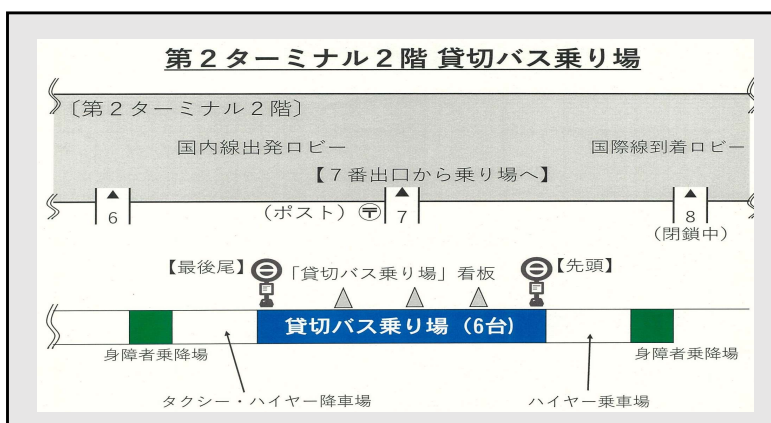 第2ターミナル2階 貸切バス乗り場
〔第2ターミナル2階〕
国内線出発ロビー
国際線到着ロビー
【7番出口から乗り場へ】
6
(ポスト) 〒 7
8
(閉鎖中)
【最後尾】 「貸切バス乗り場」看板 【先頭】
貸切バス乗り場(6台)
身障者乗降場
身障者乗降場
タクシー・ハイヤー降車場
ハイヤー乗車場